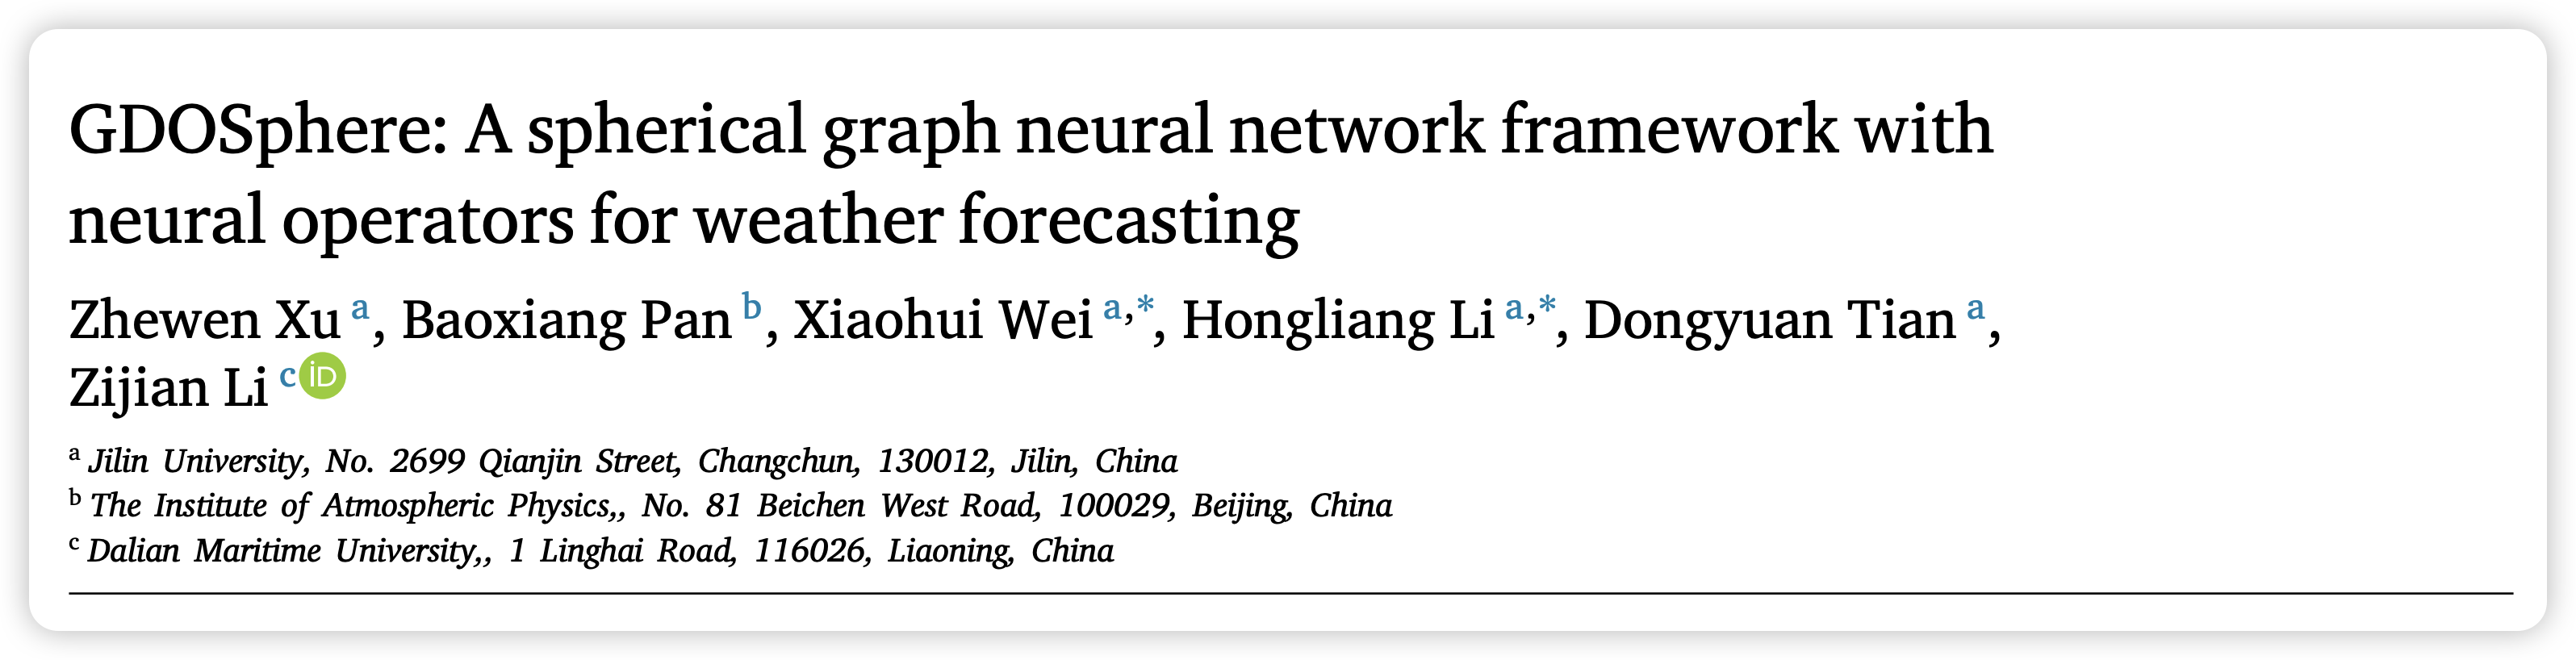 GDOSphere: A spherical graph neural network framework with
neural operators for weather forecasting
Zhewen Xu a, Baoxiang Pan b, Xiaohui Wei a,*, Hongliang Li a,*, Dongyuan Tian a,
Zijian Li c iD
a Jilin University, No. 2699 Qianjin Street, Changchun, 130012, Jilin, China
b The Institute of Atmospheric Physics,, No. 81 Beichen West Road, 100029, Beijing, China
c Dalian Maritime University,, 1 Linghai Road, 116026, Liaoning, China